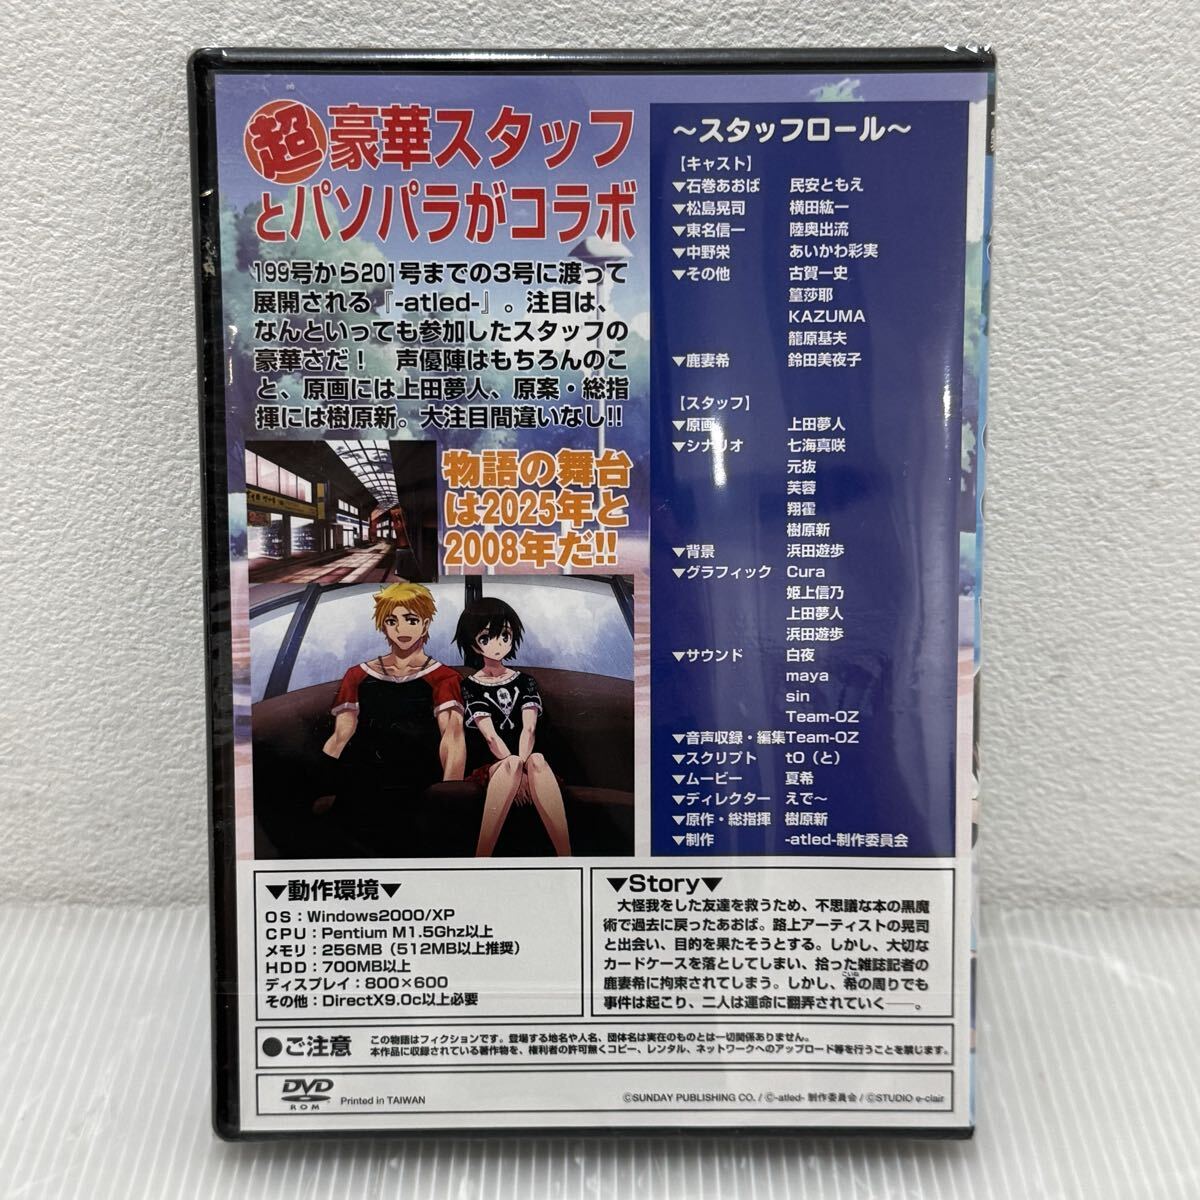 超豪華スタッフ
とパソパラがコラボ
199号から201号までの3号に渡って
展開される『-atled-』。注目は、
なんといっても参加したスタッフの
豪華さだ！　声優陣はもちろんのこ
と、原画には上田夢人、原案・総指
揮には樹原新。大注目間違いなし!!
物語の舞台
は2025年と
2008年だ!!
～スタッフロール～
【キャスト】
▼石巻あおば　民安ともえ
▼松島晃司　横田紘一
▼東名信一　陸奥出流
▼中野栄　あいかわ彩実
▼その他　古賀一史
篁莎耶
KAZUMA
籠原基夫
▼鹿妻希　鈴田美夜子
【スタッフ】
▼原画　上田夢人
▼シナリオ　七海真咲
元抜
芙蓉
翔霍
樹原新
▼背景　浜田遊歩
▼グラフィック　Cura
姫上信乃
上田夢人
浜田遊歩
▼サウンド　白夜
maya
sin
Team-OZ
▼音声収録・編集Team-OZ
▼スクリプト　tO（と）
▼ムービー　夏希
▼ディレクター　えで～
▼原作・総指揮　樹原新
▼制作　-atled-制作委員会
▼動作環境▼
OS：Windows2000/XP
CPU：Pentium M1.5Ghz以上
メモリ：256MB（512MB以上推奨）
HDD：700MB以上
ディスプレイ：800×600
その他：DirectX9.0c以上必要
▼Story▼
大怪我をした友達を救うため、不思議な本の黒魔
術で過去に戻ったあおば。路上アーティストの晃司
と出会い、目的を果たそうとする。しかし、大切な
カードケースを落としてしまい、拾った雑誌記者の
鹿妻希に拘束されてしまう。しかし、希の周りでも
こいね
事件は起こり、二人は運命に翻弄されていく――。
●ご注意
この物語はフィクションです。登場する地名や人名、団体名は実在のものとは一切関係ありません。
本作品に収録されている著作物を、権利者の許可無くコピー、レンタル、ネットワークへのアップロード等を行うことを禁じます。
DVD
ROM
Printed in TAIWAN
©SUNDAY PUBLISHING CO. / ©-atled- 制作委員会 / ©STUDIO e-clair